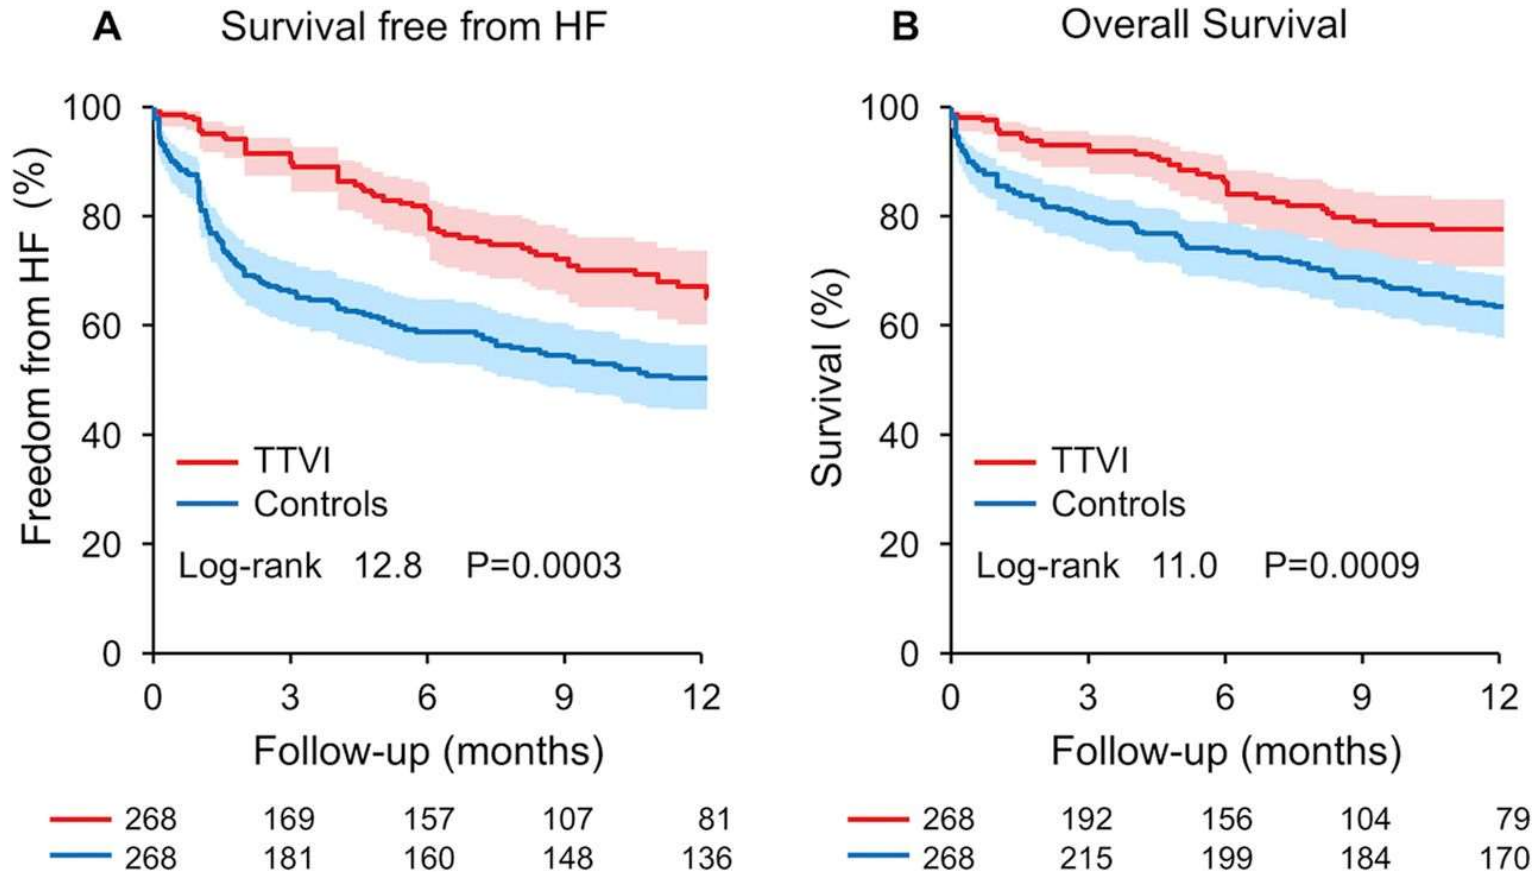 A Survival free from HF
Freedom from HF (%)
100
80
60
40
20
0
TTVI
Controls
Log-rank 12.8 P=0.0003
0 3 6 9 12
Follow-up (months)
268 169 157 107 81
268 181 160 148 136
B Overall Survival
Survival (%)
100
80
60
40
20
0
TTVI
Controls
Log-rank 11.0 P=0.0009
0 3 6 9 12
Follow-up (months)
268 192 156 104 79
268 215 199 184 170